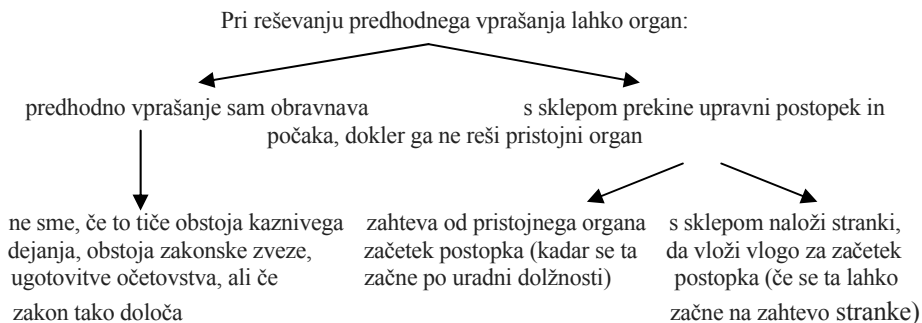 Pri reševanju predhodnega vprašanja lahko organ:
predhodno vprašanje sam obravnava
s sklepom prekine upravni postopek in
počaka, dokler ga ne reši pristojni organ
ne sme, če to tiče obstoja kaznivega
dejanja, obstoja zakonske zveze,
ugotovitve očetovstva, ali če
zakon tako določa
zahteva od pristojnega organa
začetek postopka (kadar se ta
začne po uradni dolžnosti)
s sklepom naloži stranki,
da vloži vlogo za začetek
postopka (če se ta lahko
začne na zahtevo stranke)